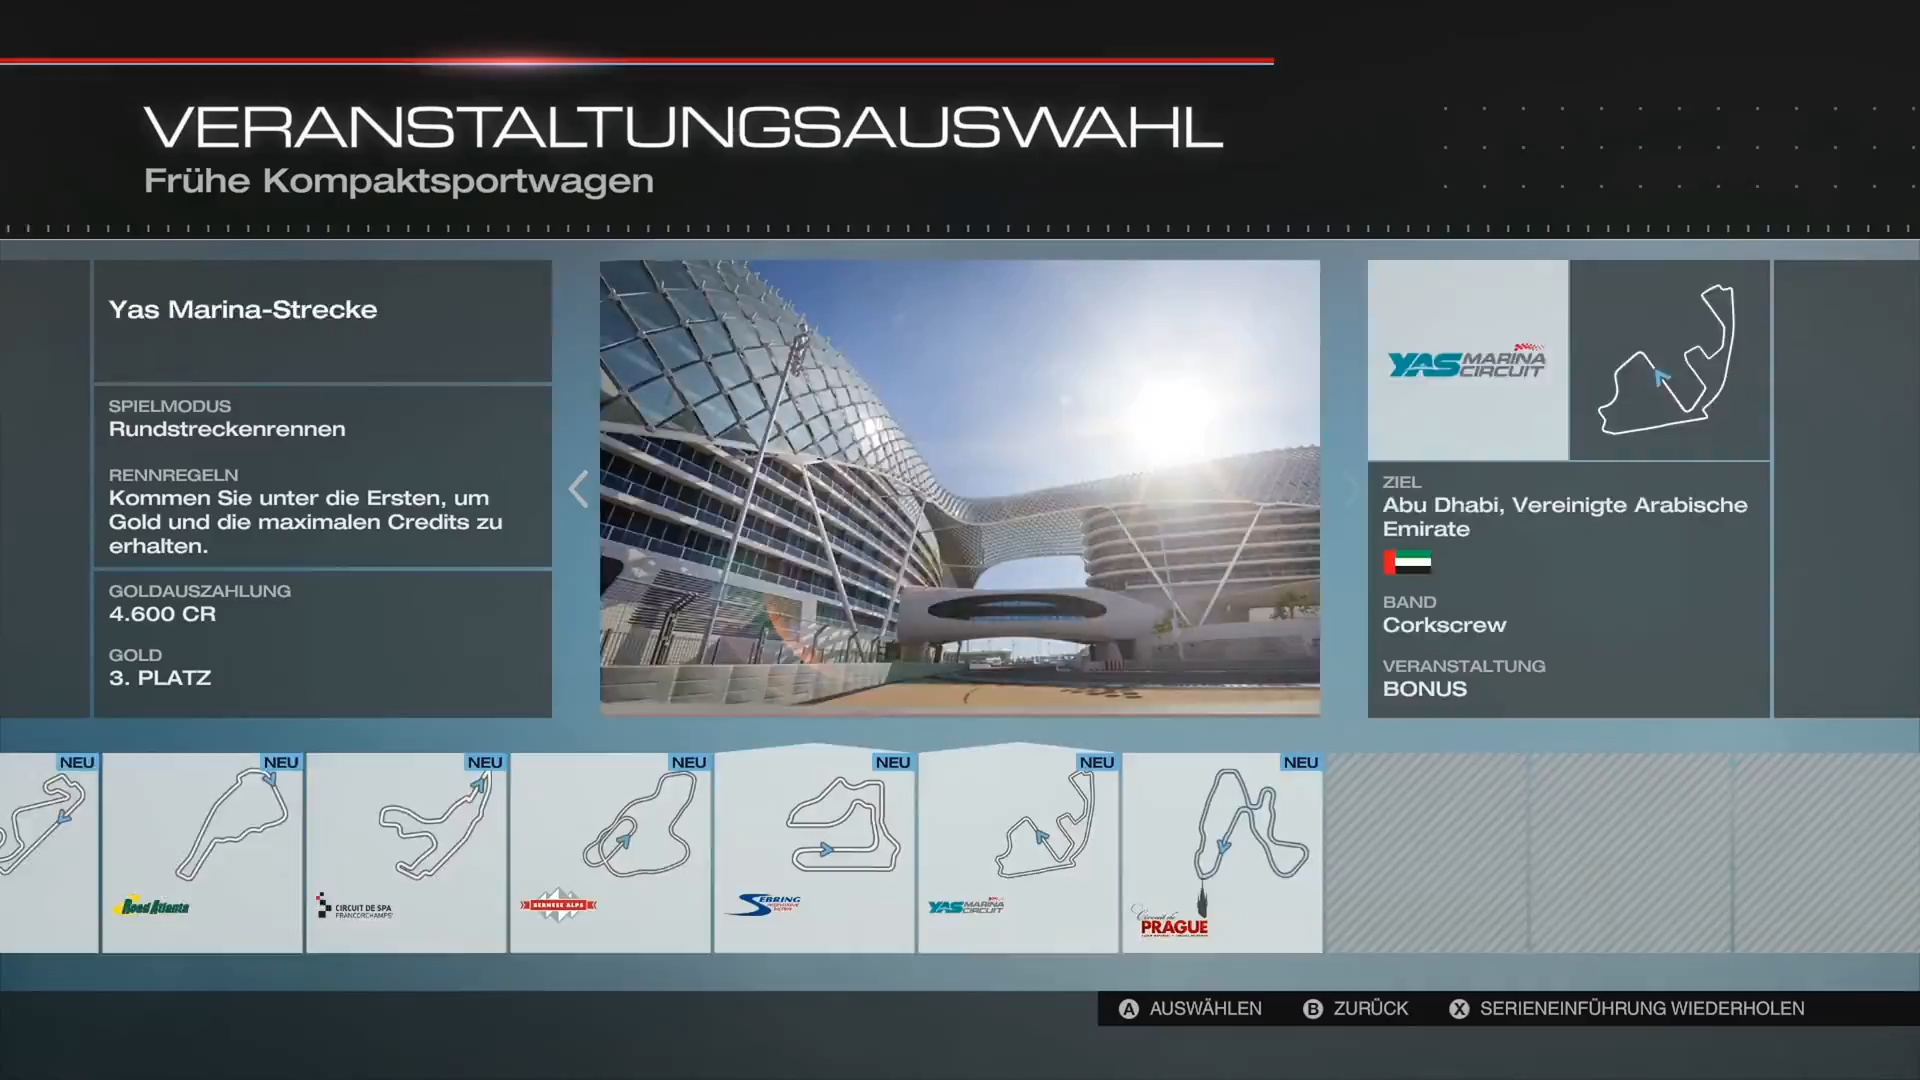 VERANSTALTUNGSAUSWAHL
Frühe Kompaktsportwagen
Yas Marina-Strecke
SPIELMODUS
Rundstreckenrennen
RENNREGELN
Kommen Sie unter die Ersten, um
Gold und die maximalen Credits zu
erhalten.
GOLDAUSZAHLUNG
4.600 CR
GOLD
3. PLATZ
YAS MARINA
CIRCUIT
ZIEL
Abu Dhabi, Vereinigte Arabische
Emirate
BAND
Corkscrew
VERANSTALTUNG
BONUS
NEU
NEU
NEU
NEU
NEU
NEU
NEU
Road Atlanta
CIRCUIT DE SPA
FRANCORCHAMPS
BERNESE ALPS
SEBRING
YAS MARINA
CIRCUIT
Circuit de
PRAGUE
A AUSWÄHLEN
B ZURÜCK
X SERIENEINFÜHRUNG WIEDERHOLEN